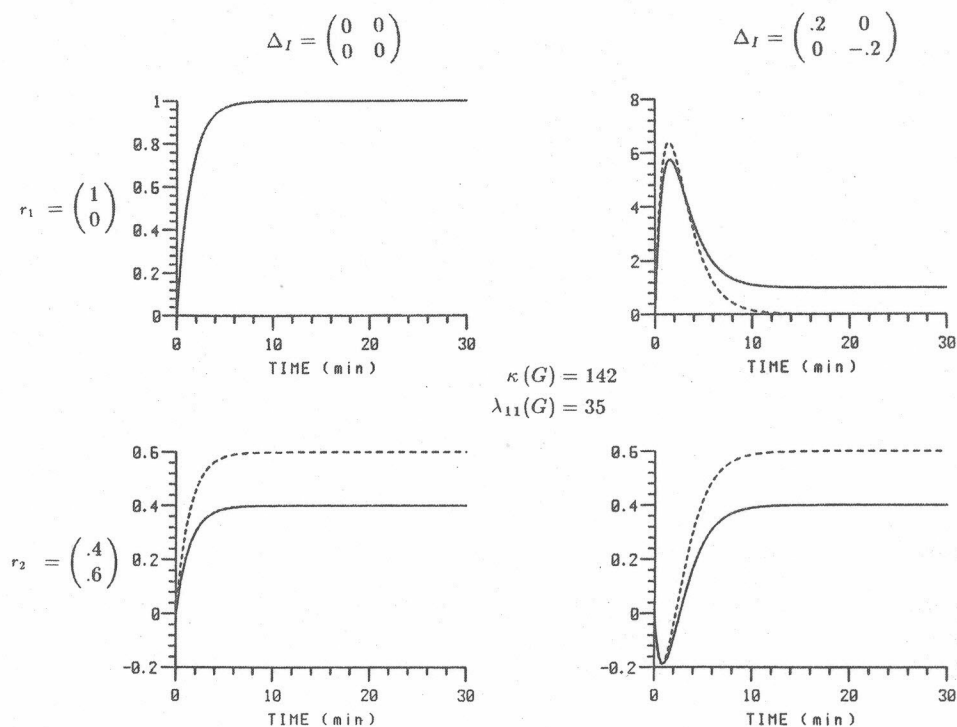 Δ_I = (0 0
0 0)
Δ_I = (.2 0
0 -.2)
r₁ = (1
0)
1
0.8
0.6
0.4
0.2
0
0 10 20 30
TIME (min)
8
6
4
2
0
0 10 20 30
TIME (min)
κ(G) = 142
λ₁₁(G) = 35
r₂ = (.4
.6)
0.6
0.4
0.2
0
-0.2
0 10 20 30
TIME (min)
0.6
0.4
0.2
0
-0.2
0 10 20 30
TIME (min)